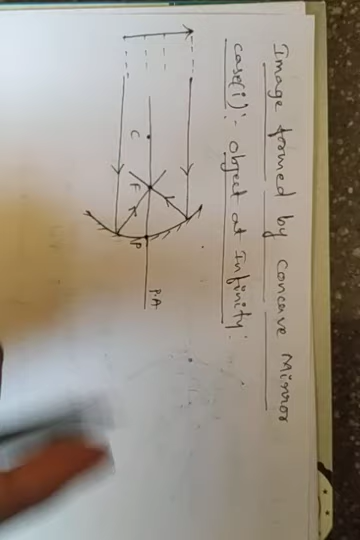 Image formed by concave Mirror
case(i):- object at Infinity:
C
F
P
P.A